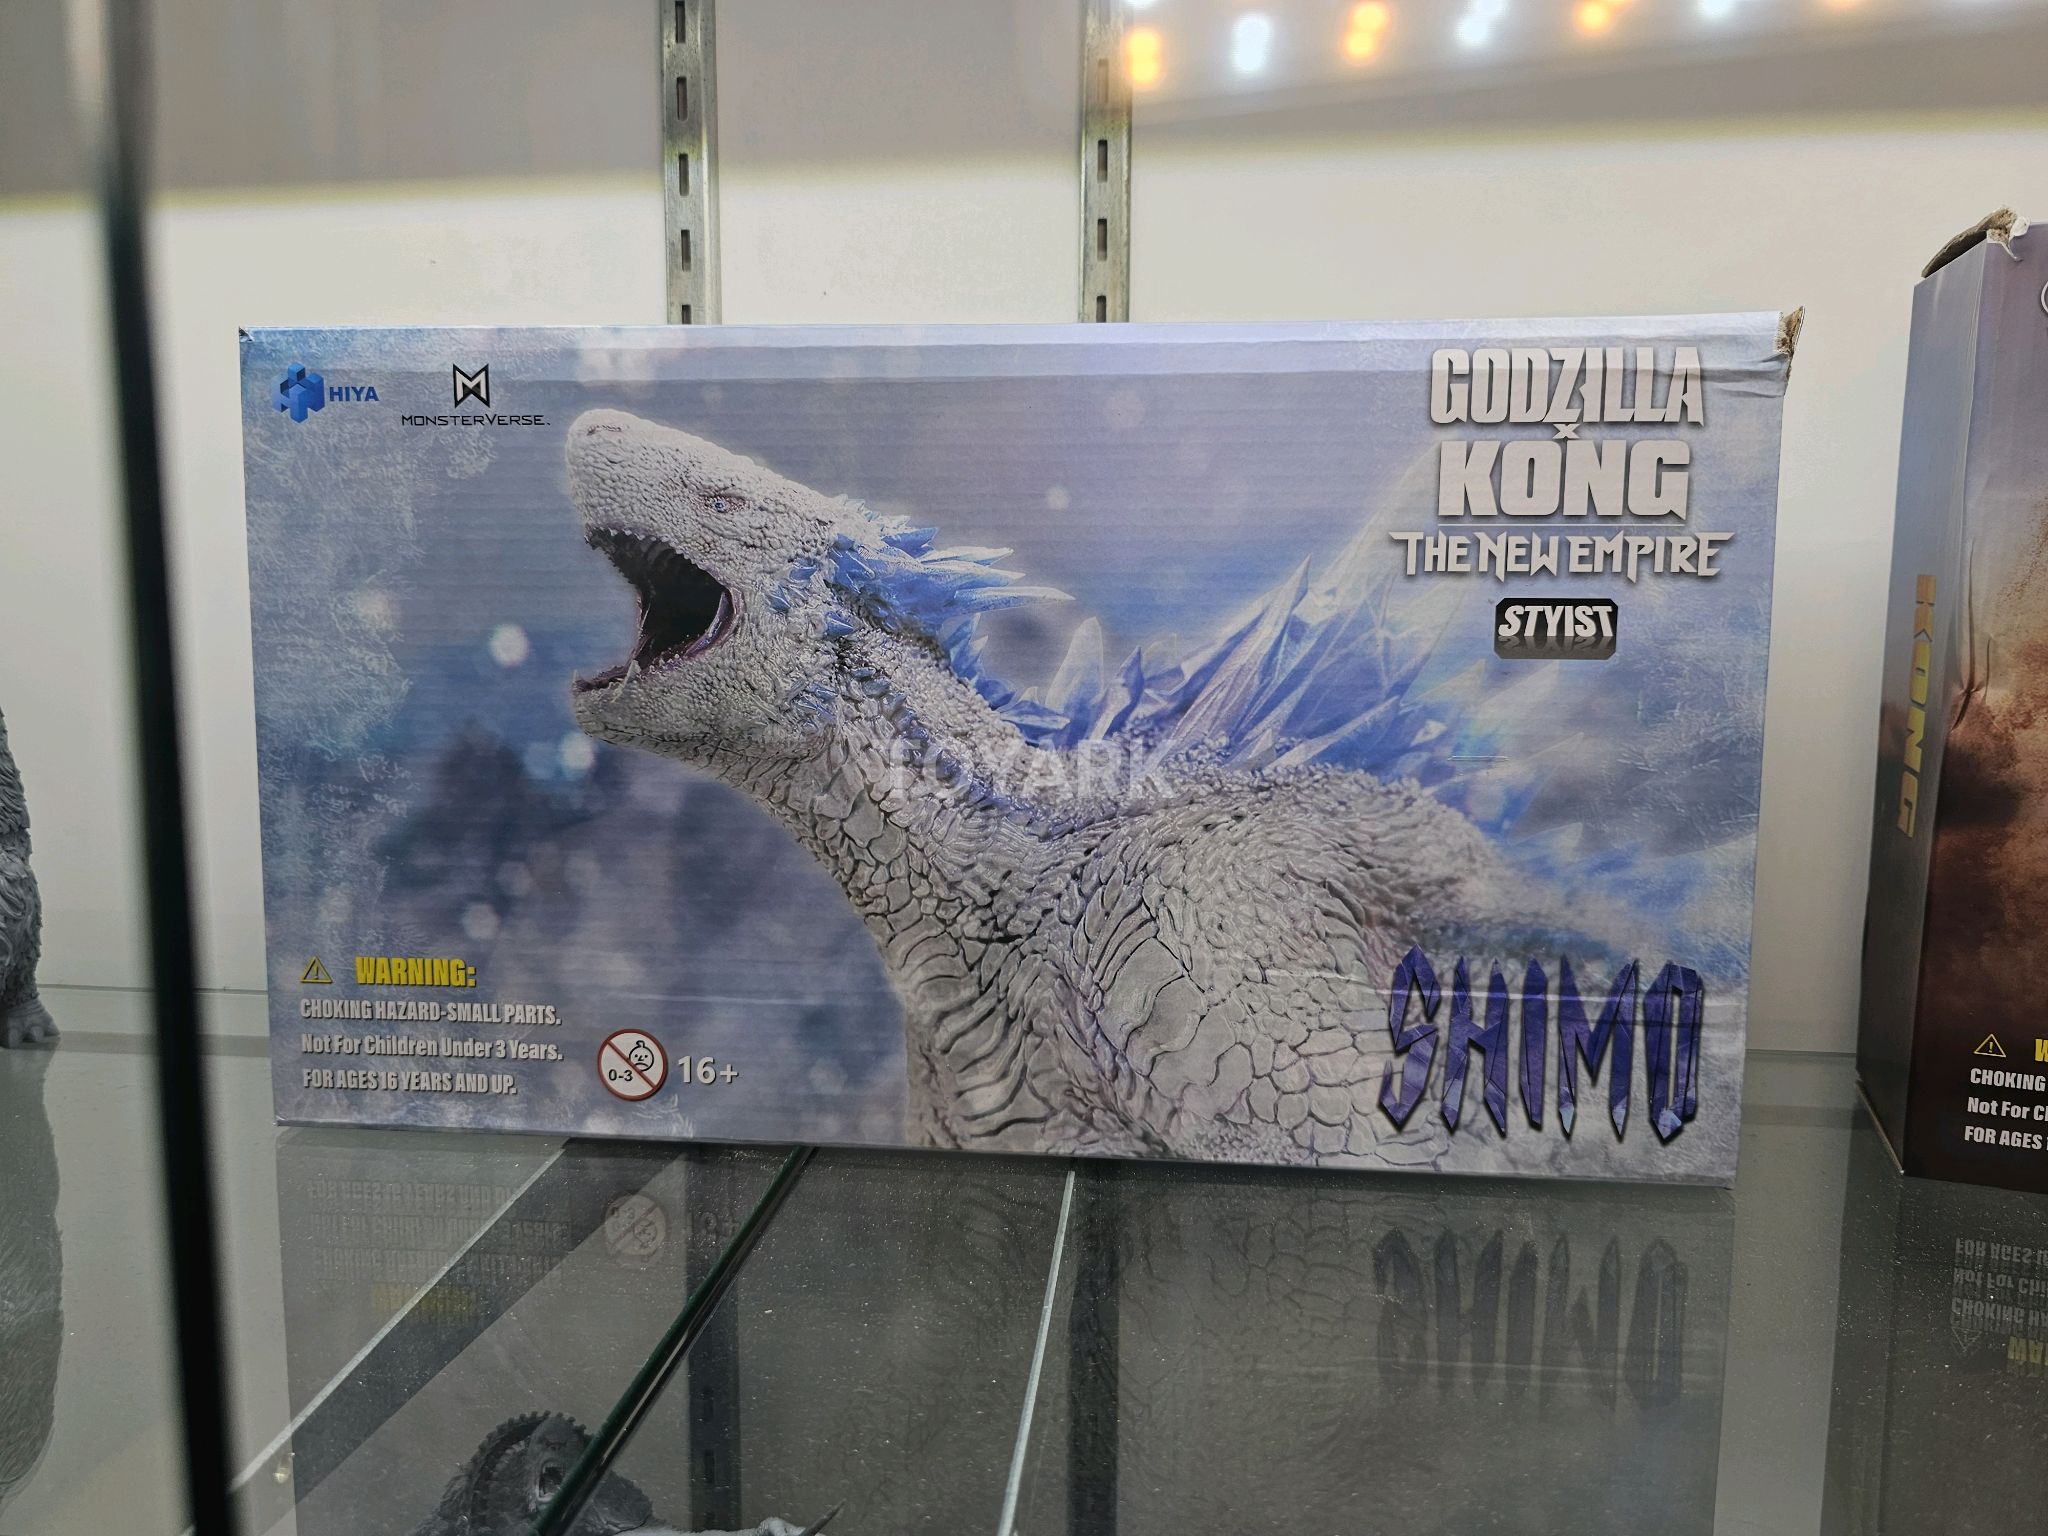 HIYA
MONSTERVERSE
GODZILLA
x
KONG
THE NEW EMPIRE
STYIST
TOYARK
SHIMO
WARNING:
CHOKING HAZARD-SMALL PARTS.
Not For Children Under 3 Years.
FOR AGES 16 YEARS AND UP.
0-3
16+
KONG
CHOKING
Not For
FOR AGES